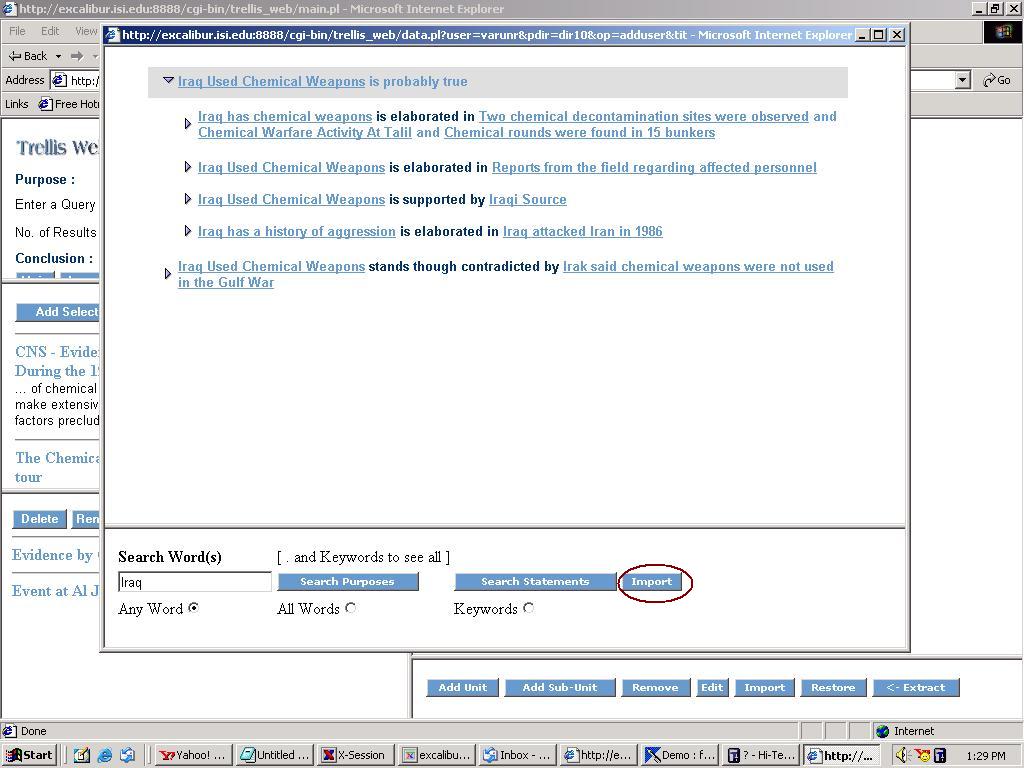 http://excalibur.isi.edu:8888/cgi-bin/trellis_web/main.pl - Microsoft Internet Explorer
File Edit View
http://excalibur.isi.edu:8888/cgi-bin/trellis_web/data.pl?user=varunr&pdir=dir10&op=adduser&tit - Microsoft Internet Explorer
Back
Address http:/
Go
Links Free Hot
Iraq Used Chemical Weapons is probably true
Iraq has chemical weapons is elaborated in Two chemical decontamination sites were observed and
Chemical Warfare Activity At Talil and Chemical rounds were found in 15 bunkers
Iraq Used Chemical Weapons is elaborated in Reports from the field regarding affected personnel
Iraq Used Chemical Weapons is supported by Iraqi Source
Iraq has a history of aggression is elaborated in Iraq attacked Iran in 1986
Iraq Used Chemical Weapons stands though contradicted by Irak said chemical weapons were not used
in the Gulf War
Trellis We
Purpose :
Enter a Query
No. of Results
Conclusion :
Add Select
CNS - Evide
During the 1
... of chemical
make extensiv
factors preclud
The Chemica
tour
Delete Ren
Evidence by
Event at Al J
Search Word(s) [ . and Keywords to see all ]
Iraq Search Purposes Search Statements Import
Any Word All Words Keywords
Add Unit Add Sub-Unit Remove Edit Import Restore <- Extract
Done Internet
Start Yahoo! ... Untitled ... X-Session excalibu... Inbox - ... http://e... Demo : f... ? - Hi-Te... http://... 1:29 PM